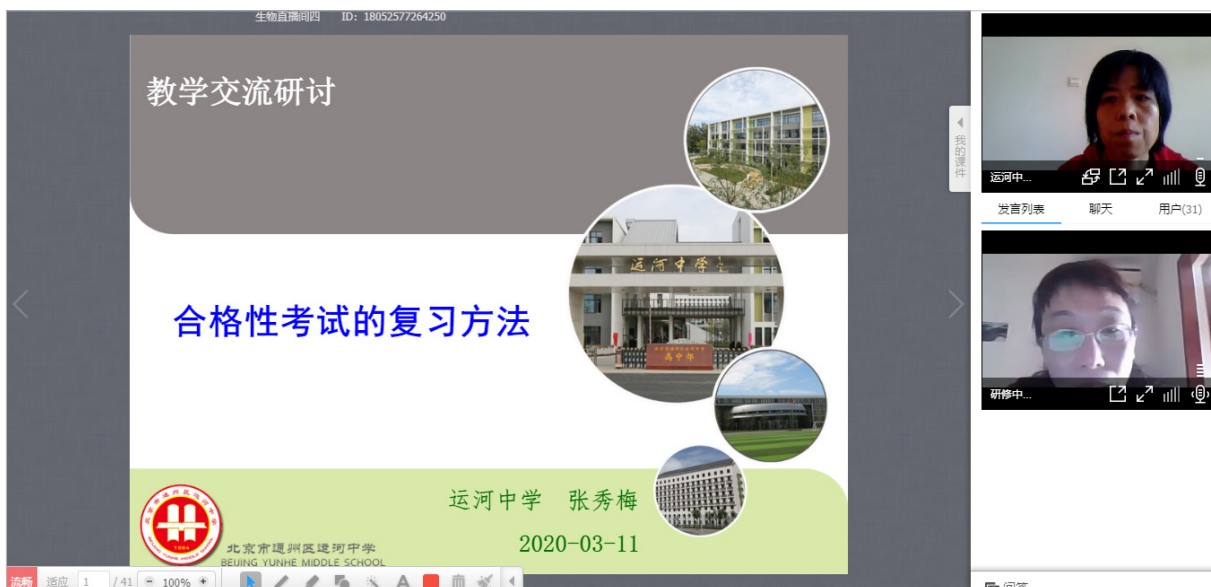 生物直播间四 ID: 18052577264250
教学交流研讨
运河中学
高中部
合格性考试的复习方法
运河中学 张秀梅
2020-03-11
1984
北京市通州区运河中学
BEIJING YUNHE MIDDLE SCHOOL
流畅 适应 1 / 41 - 100% +
A
我的课件
运河中...
发言列表 聊天 用户(31)
研修中...
问答